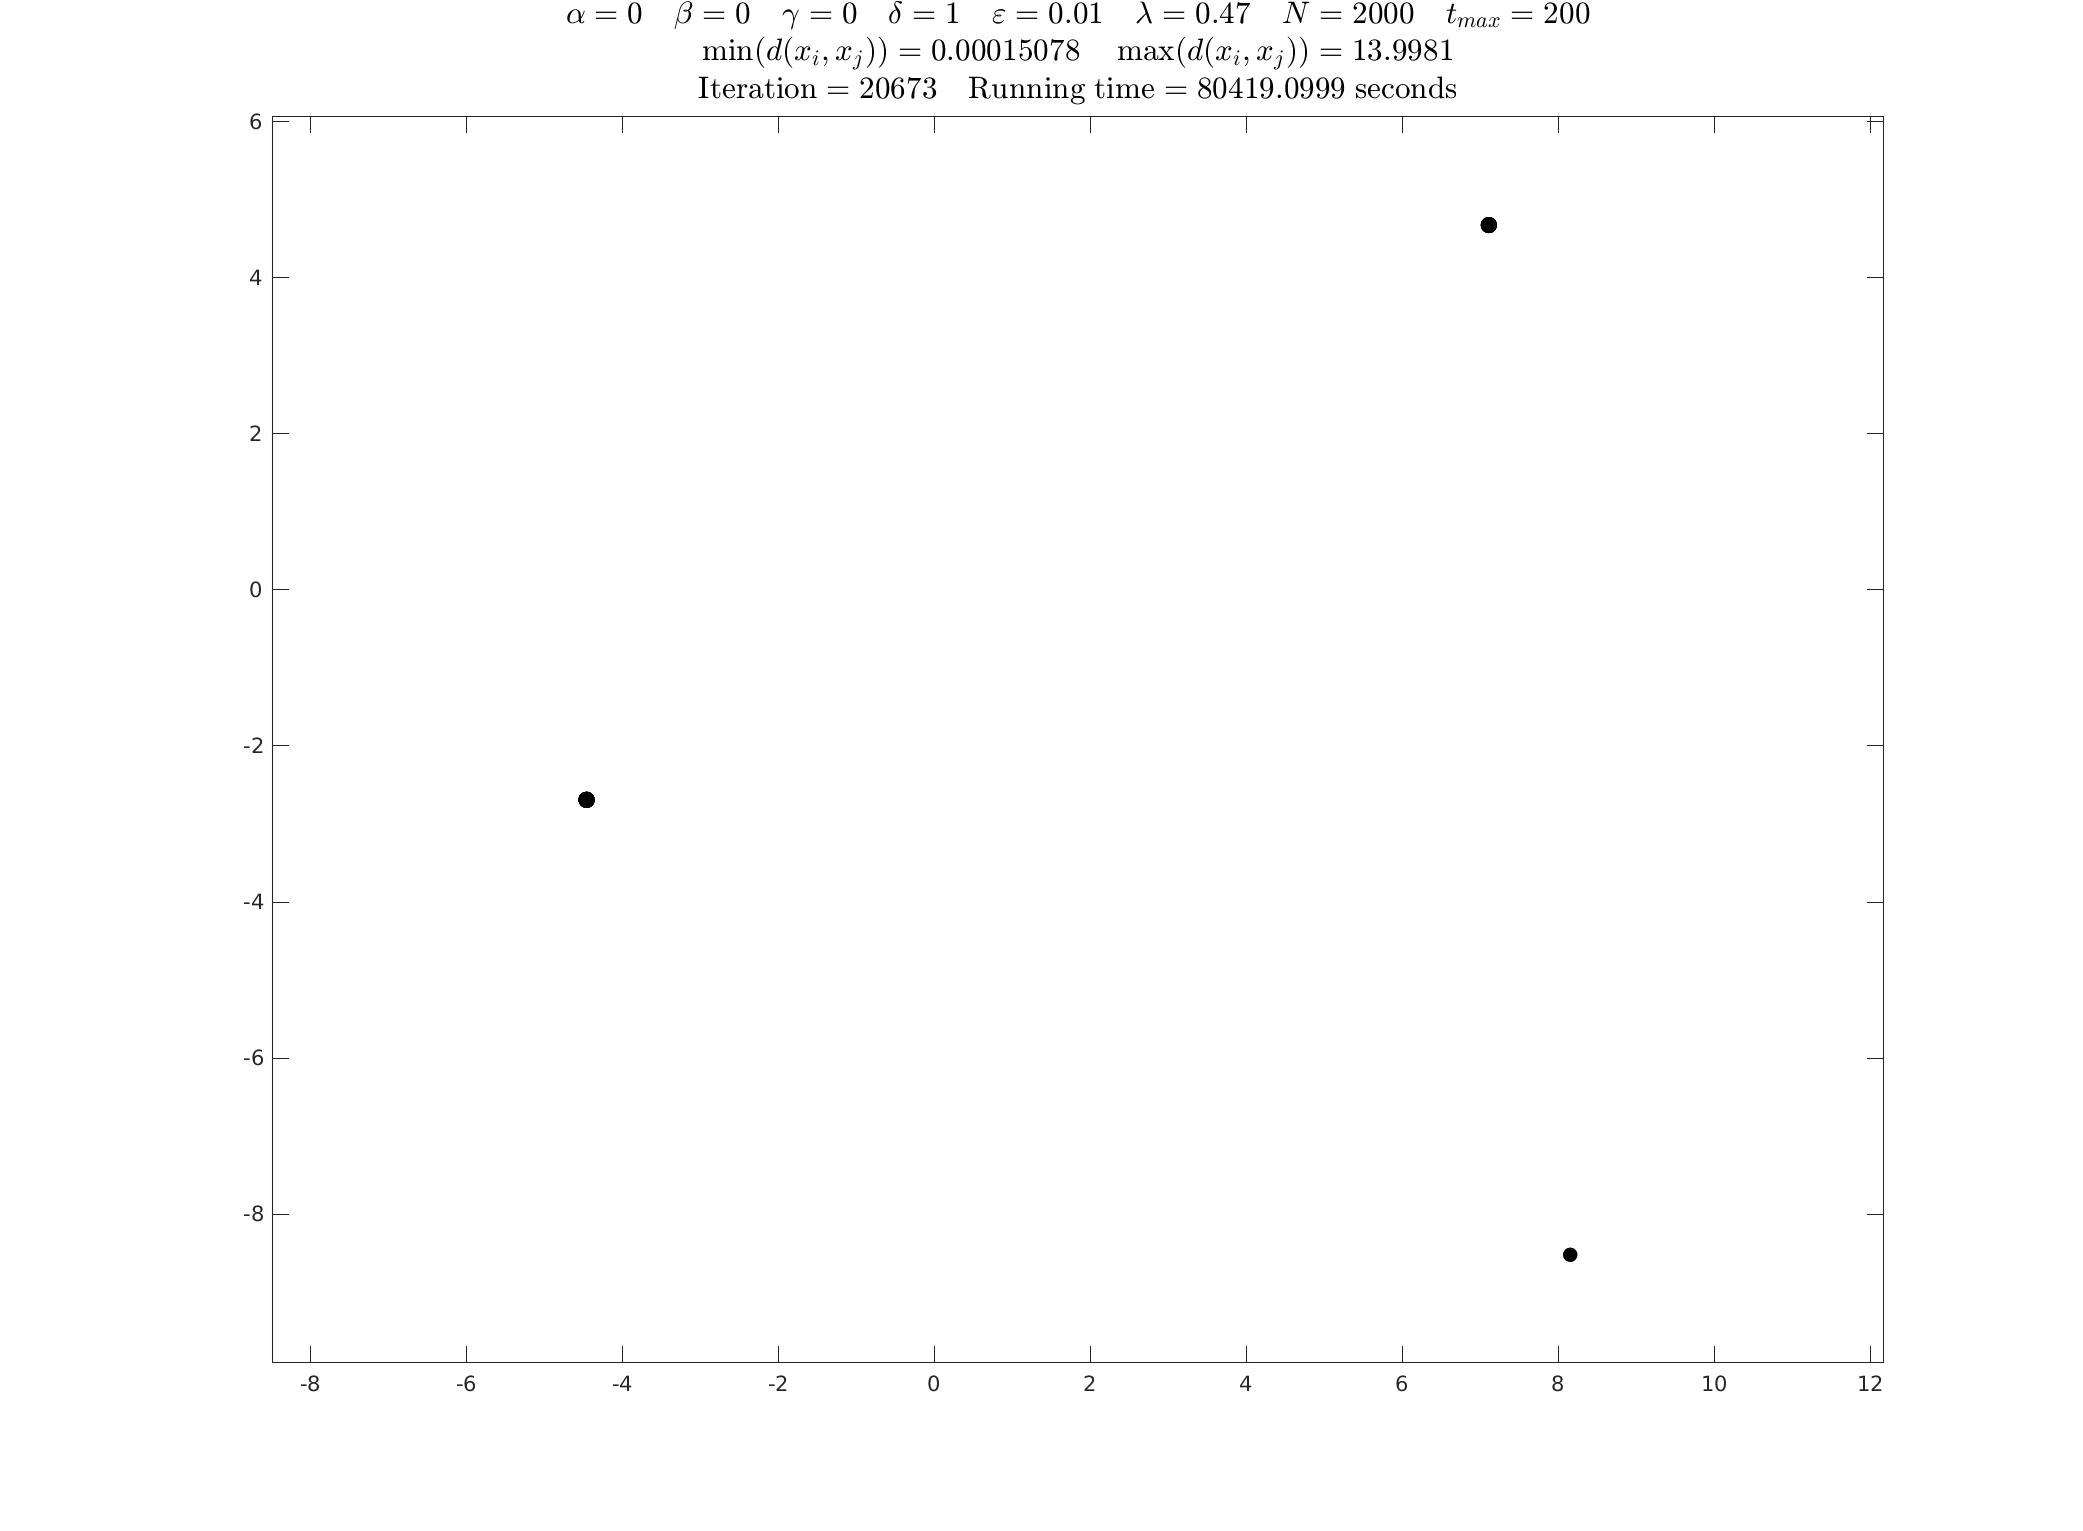 α = 0 β = 0 γ = 0 δ = 1 ε = 0.01 λ = 0.47 N = 2000 t_max = 200
min(d(x_i, x_j)) = 0.00015078 max(d(x_i, x_j)) = 13.9981
Iteration = 20673 Running time = 80419.0999 seconds
6
4
2
0
-2
-4
-6
-8
-8 -6 -4 -2 0 2 4 6 8 10 12